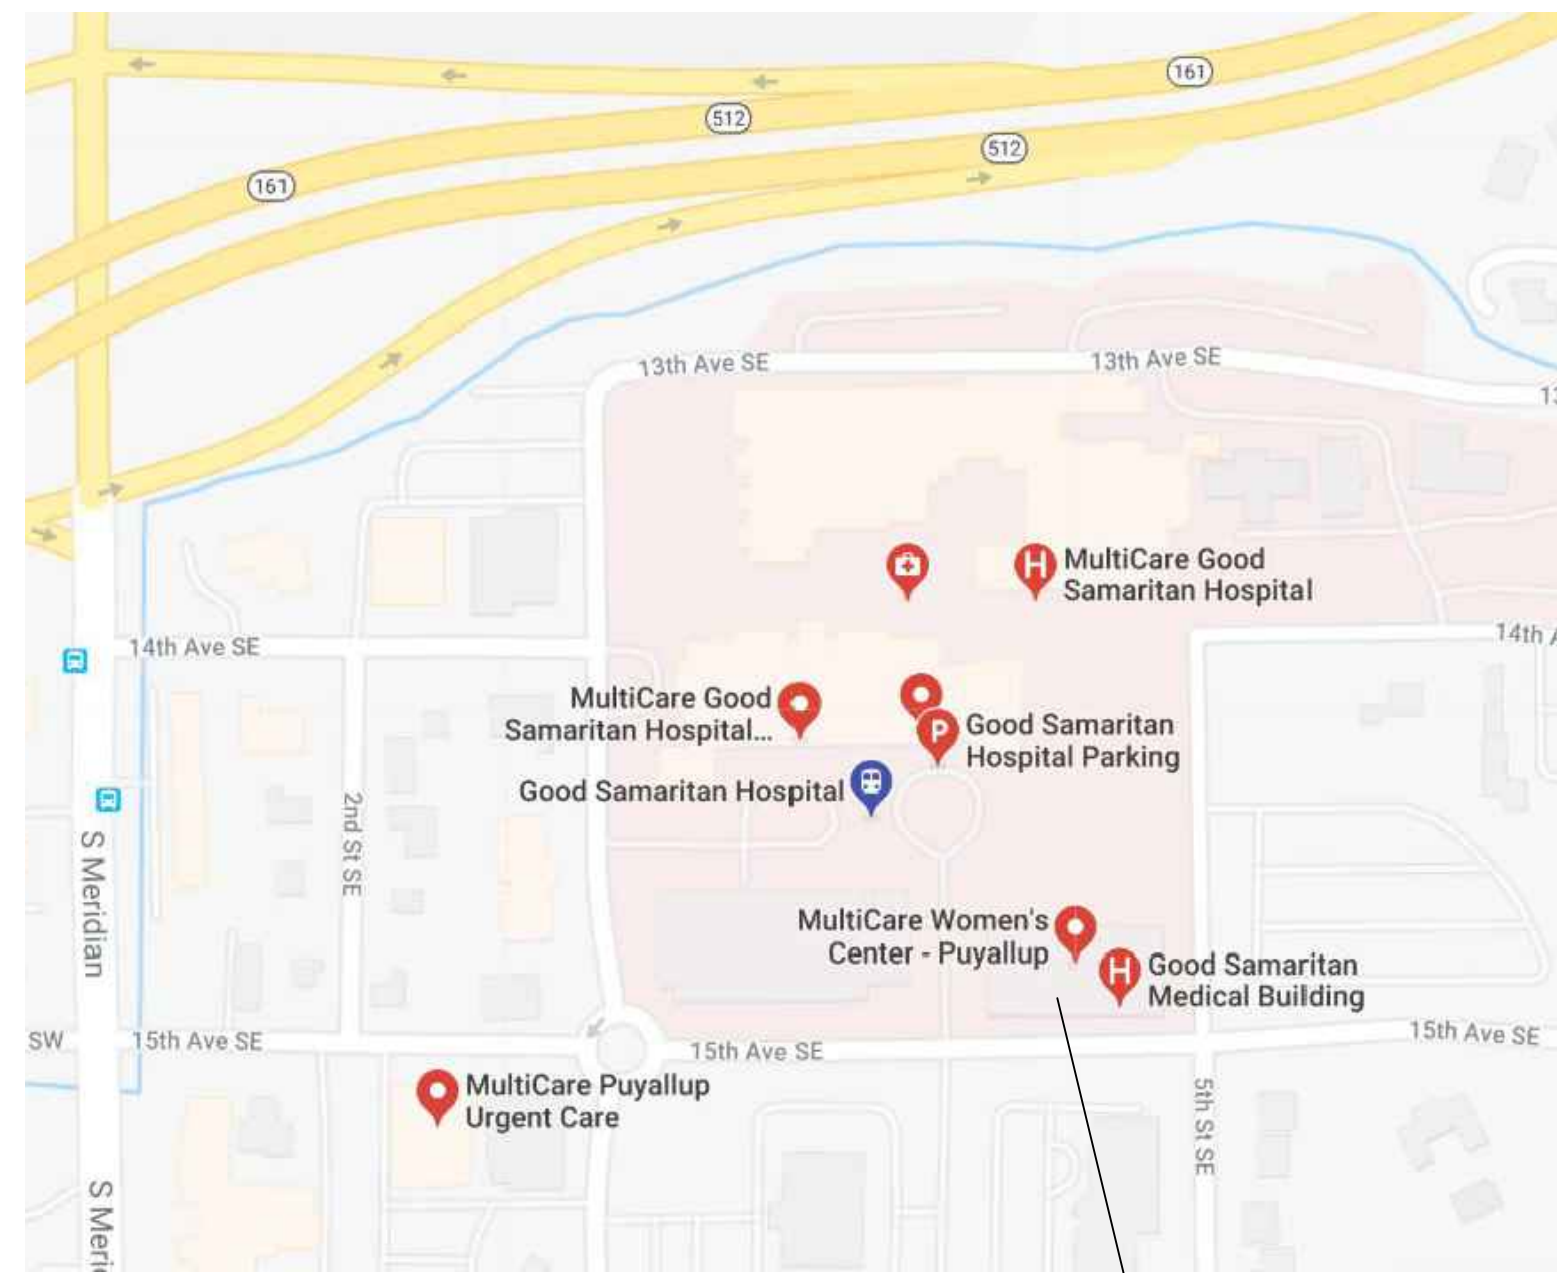 161
512
512
161
13th Ave SE
13th Ave SE
13
MultiCare Good
Samaritan Hospital
14th Ave SE
14th A
MultiCare Good
Samaritan Hospital...
P
Good Samaritan
Hospital Parking
Good Samaritan Hospital
2nd St SE
S Meridian
MultiCare Women's
Center - Puyallup
H
H
Good Samaritan
Medical Building
SW
15th Ave SE
15th Ave SE
15th Ave SE
MultiCare Puyallup
Urgent Care
5th St SE
S Meri